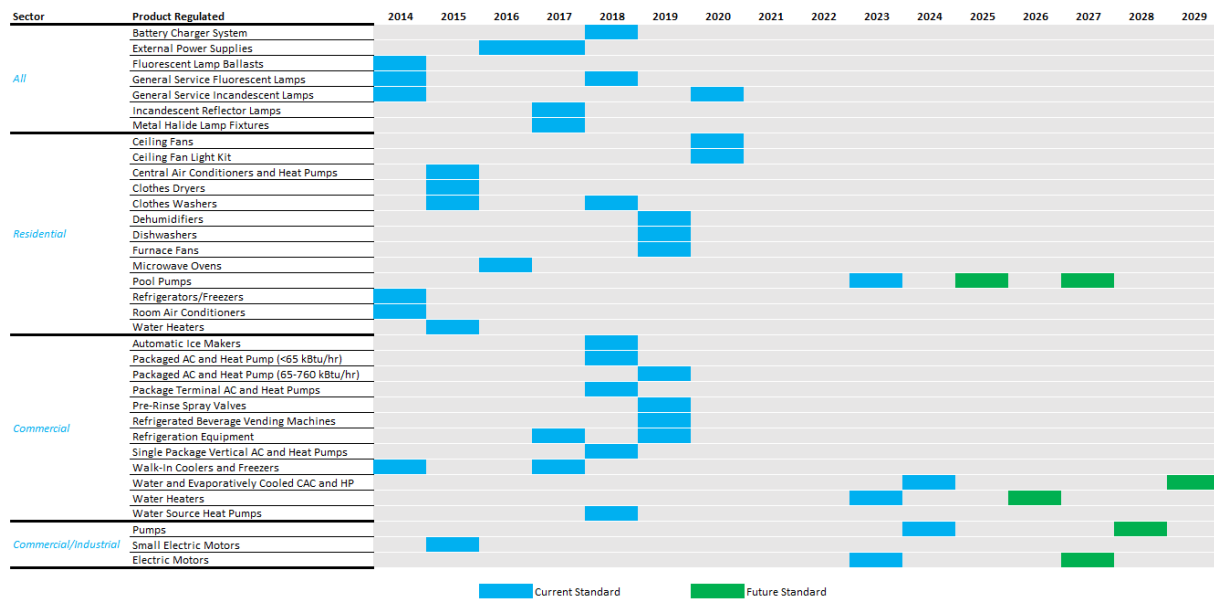 Sector Product Regulated 2014 2015 2016 2017 2018 2019 2020 2021 2022 2023 2024 2025 2026 2027 2028 2029
Battery Charger System
External Power Supplies
Fluorescent Lamp Ballasts
All General Service Fluorescent Lamps
General Service Incandescent Lamps
Incandescent Reflector Lamps
Metal Halide Lamp Fixtures
Ceiling Fans
Ceiling Fan Light Kit
Central Air Conditioners and Heat Pumps
Clothes Dryers
Clothes Washers
Dehumidifiers
Residential Dishwashers
Furnace Fans
Microwave Ovens
Pool Pumps
Refrigerators/Freezers
Room Air Conditioners
Water Heaters
Automatic Ice Makers
Packaged AC and Heat Pump (<65 kBtu/hr)
Packaged AC and Heat Pump (65-760 kBtu/hr)
Package Terminal AC and Heat Pumps
Pre-Rinse Spray Valves
Refrigerated Beverage Vending Machines
Commercial Refrigeration Equipment
Single Package Vertical AC and Heat Pumps
Walk-In Coolers and Freezers
Water and Evaporatively Cooled CAC and HP
Water Heaters
Water Source Heat Pumps
Pumps
Commercial/Industrial Small Electric Motors
Electric Motors
Current Standard Future Standard